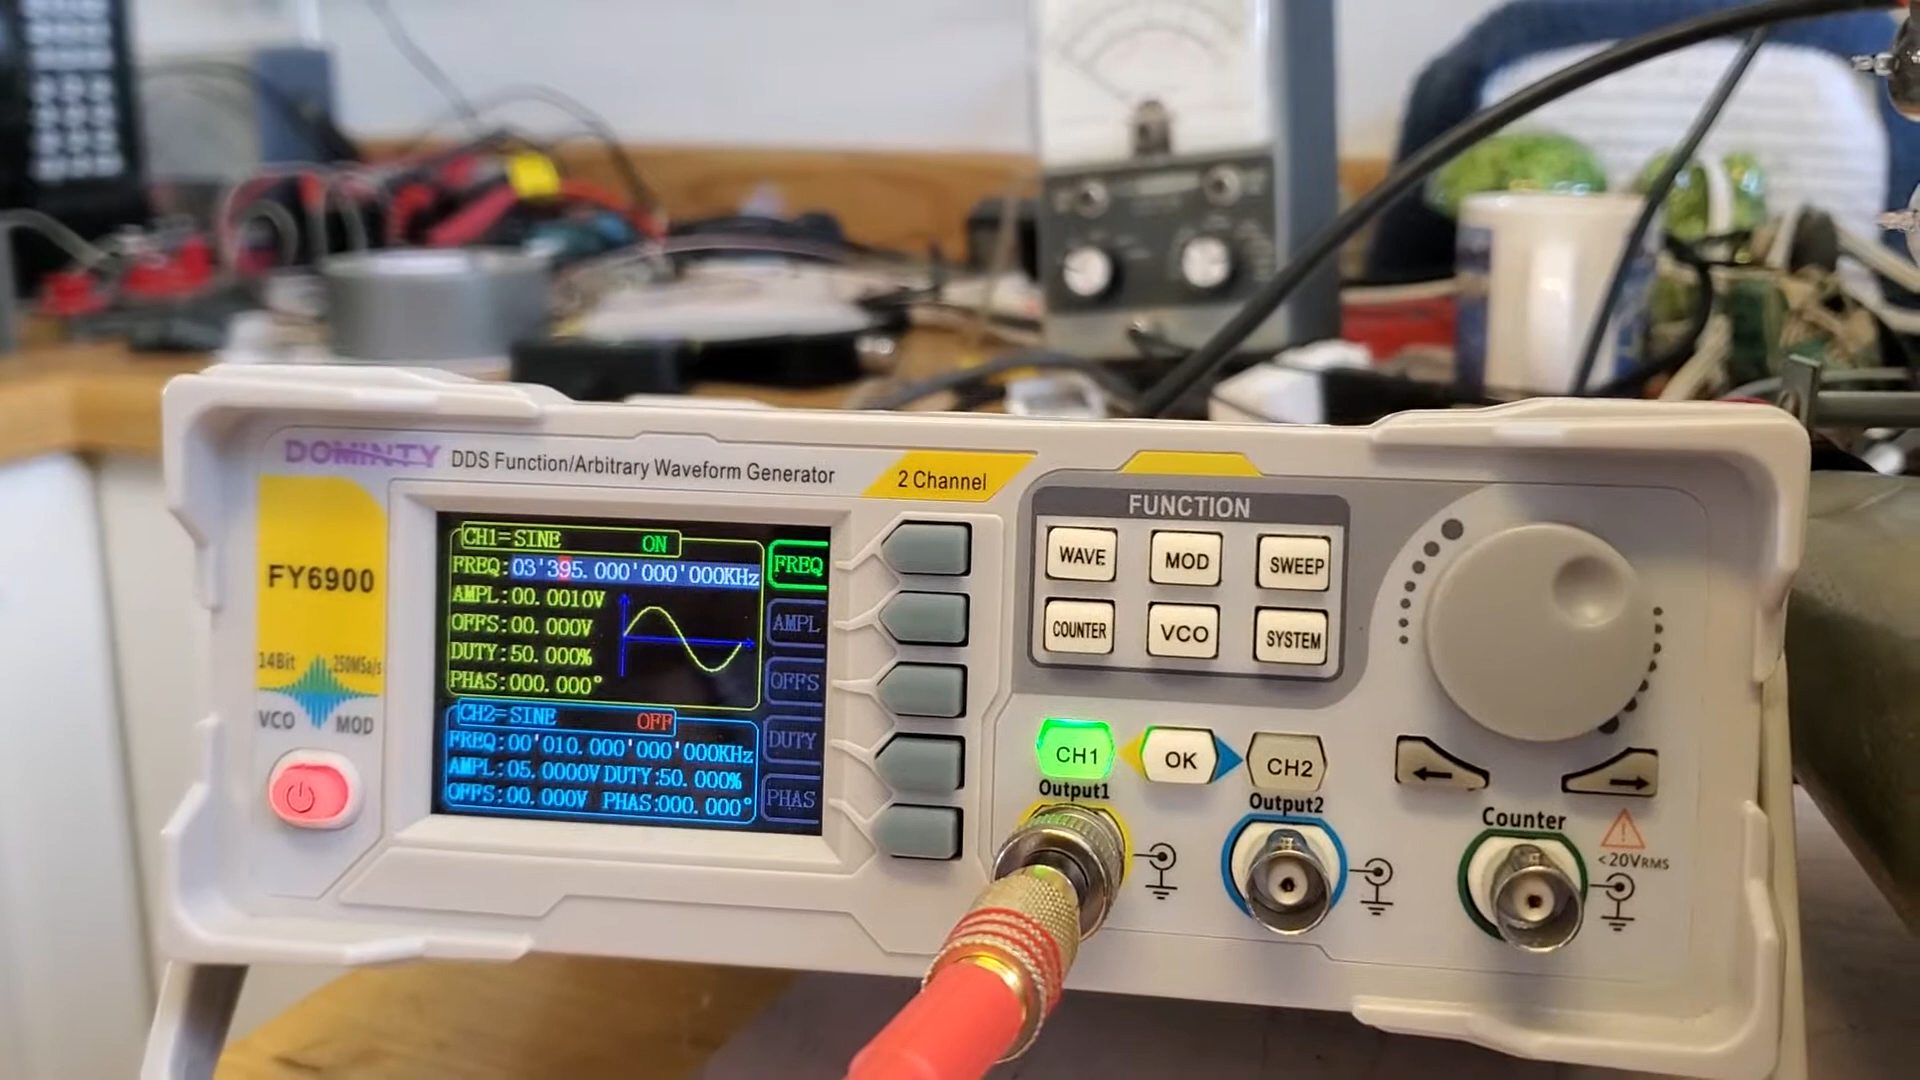 DOMINTY DDS Function/Arbitrary Waveform Generator
2 Channel
FY6900
14Bit 250MSa/s
VCO MOD
CH1=SINE ON
FREQ:03'395.000'000'000KHz
AMPL:00.0010V
OFFS:00.000V
DUTY:50.000%
PHAS:000.000°
CH2=SINE OFF
FREQ:00'010.000'000'000KHz
AMPL:05.0000V DUTY:50.000%
OFFS:00.000V PHAS:000.000°
FREQ
AMPL
OFFS
DUTY
PHAS
FUNCTION
WAVE MOD SWEEP
COUNTER VCO SYSTEM
CH1 OK CH2
Output1 Output2 Counter
<20VRMS